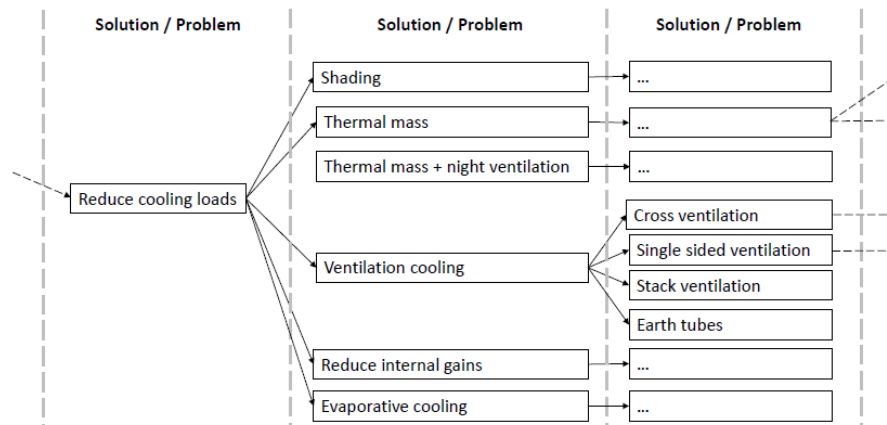 Solution / Problem Solution / Problem Solution / Problem
Shading ...
Thermal mass ...
Thermal mass + night ventilation ...
Reduce cooling loads
Cross ventilation
Single sided ventilation
Ventilation cooling
Stack ventilation
Earth tubes
Reduce internal gains ...
Evaporative cooling ...